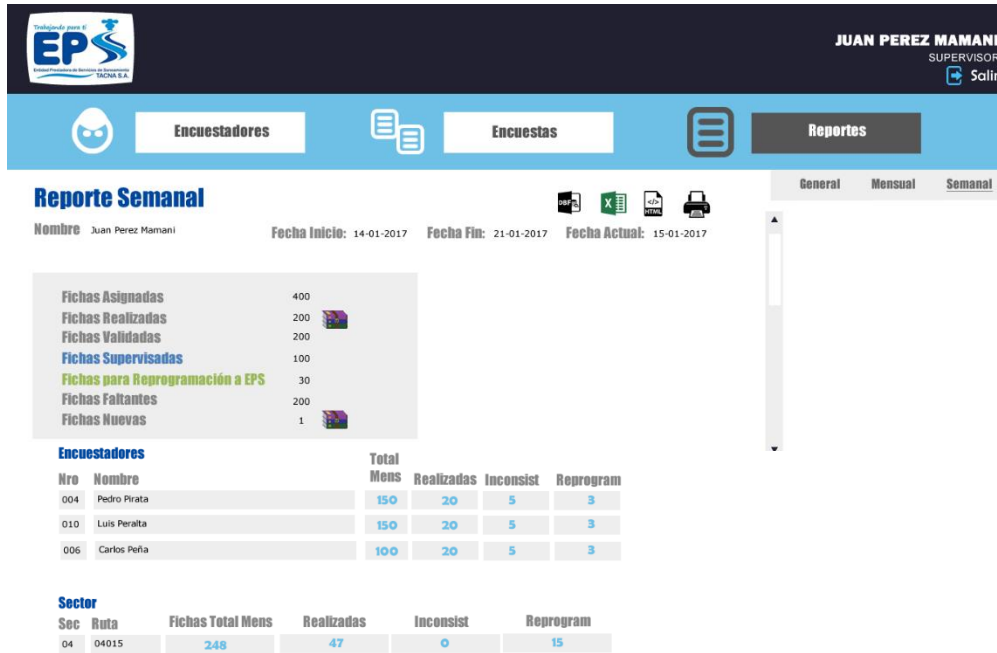 Trabajando para ti
EPS
Entidad Prestadora de Servicios de Saneamiento
TACNA S.A.
JUAN PEREZ MAMANI
SUPERVISOR
Salir
Encuestadores
Encuestas
Reportes
General Mensual Semanal
Reporte Semanal
DBF
X
</>
HTML
Nombre Juan Perez Mamani Fecha Inicio: 14-01-2017 Fecha Fin: 21-01-2017 Fecha Actual: 15-01-2017
Fichas Asignadas 400
Fichas Realizadas 200
Fichas Validadas 200
Fichas Supervisadas 100
Fichas para Reprogramación a EPS 30
Fichas Faltantes 200
Fichas Nuevas 1
Encuestadores
Nro Nombre Total Mens Realizadas Inconsist Reprogram
004 Pedro Pirata 150 20 5 3
010 Luis Peralta 150 20 5 3
006 Carlos Peña 100 20 5 3
Sector
Sec Ruta Fichas Total Mens Realizadas Inconsist Reprogram
04 04015 248 47 0 15